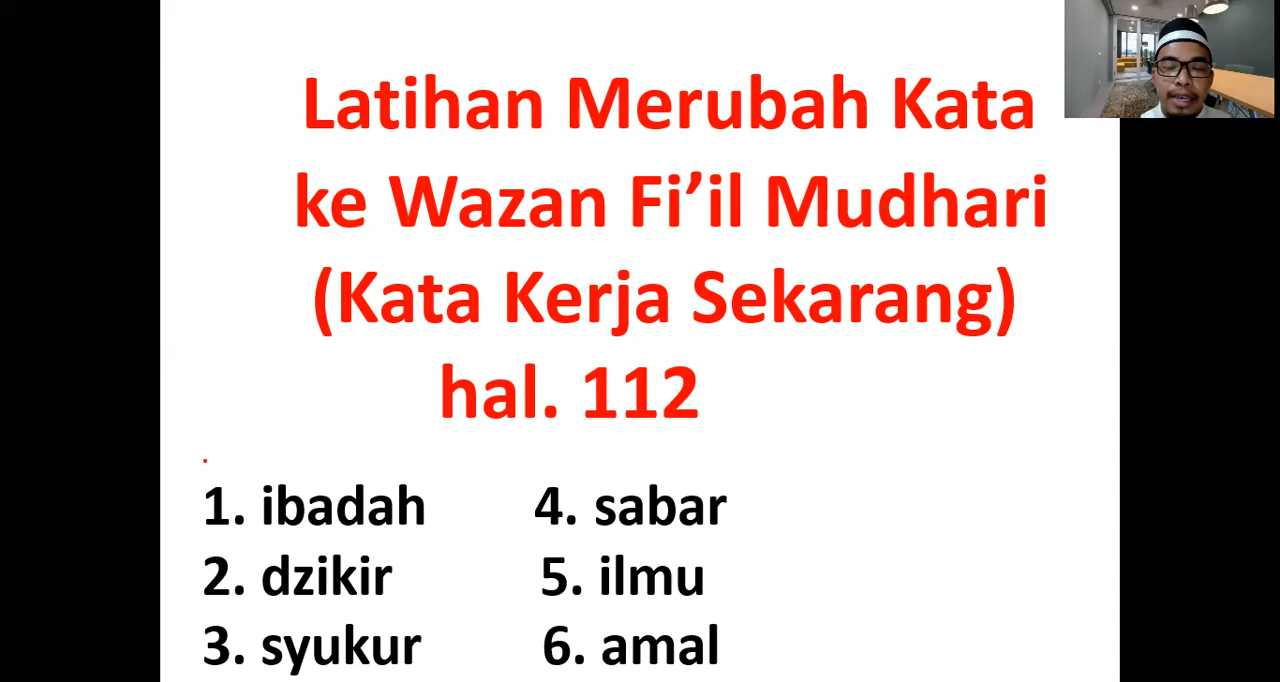 Latihan Merubah Kata
ke Wazan Fi’il Mudhari
(Kata Kerja Sekarang)
hal. 112
1. ibadah 4. sabar
2. dzikir 5. ilmu
3. syukur 6. amal